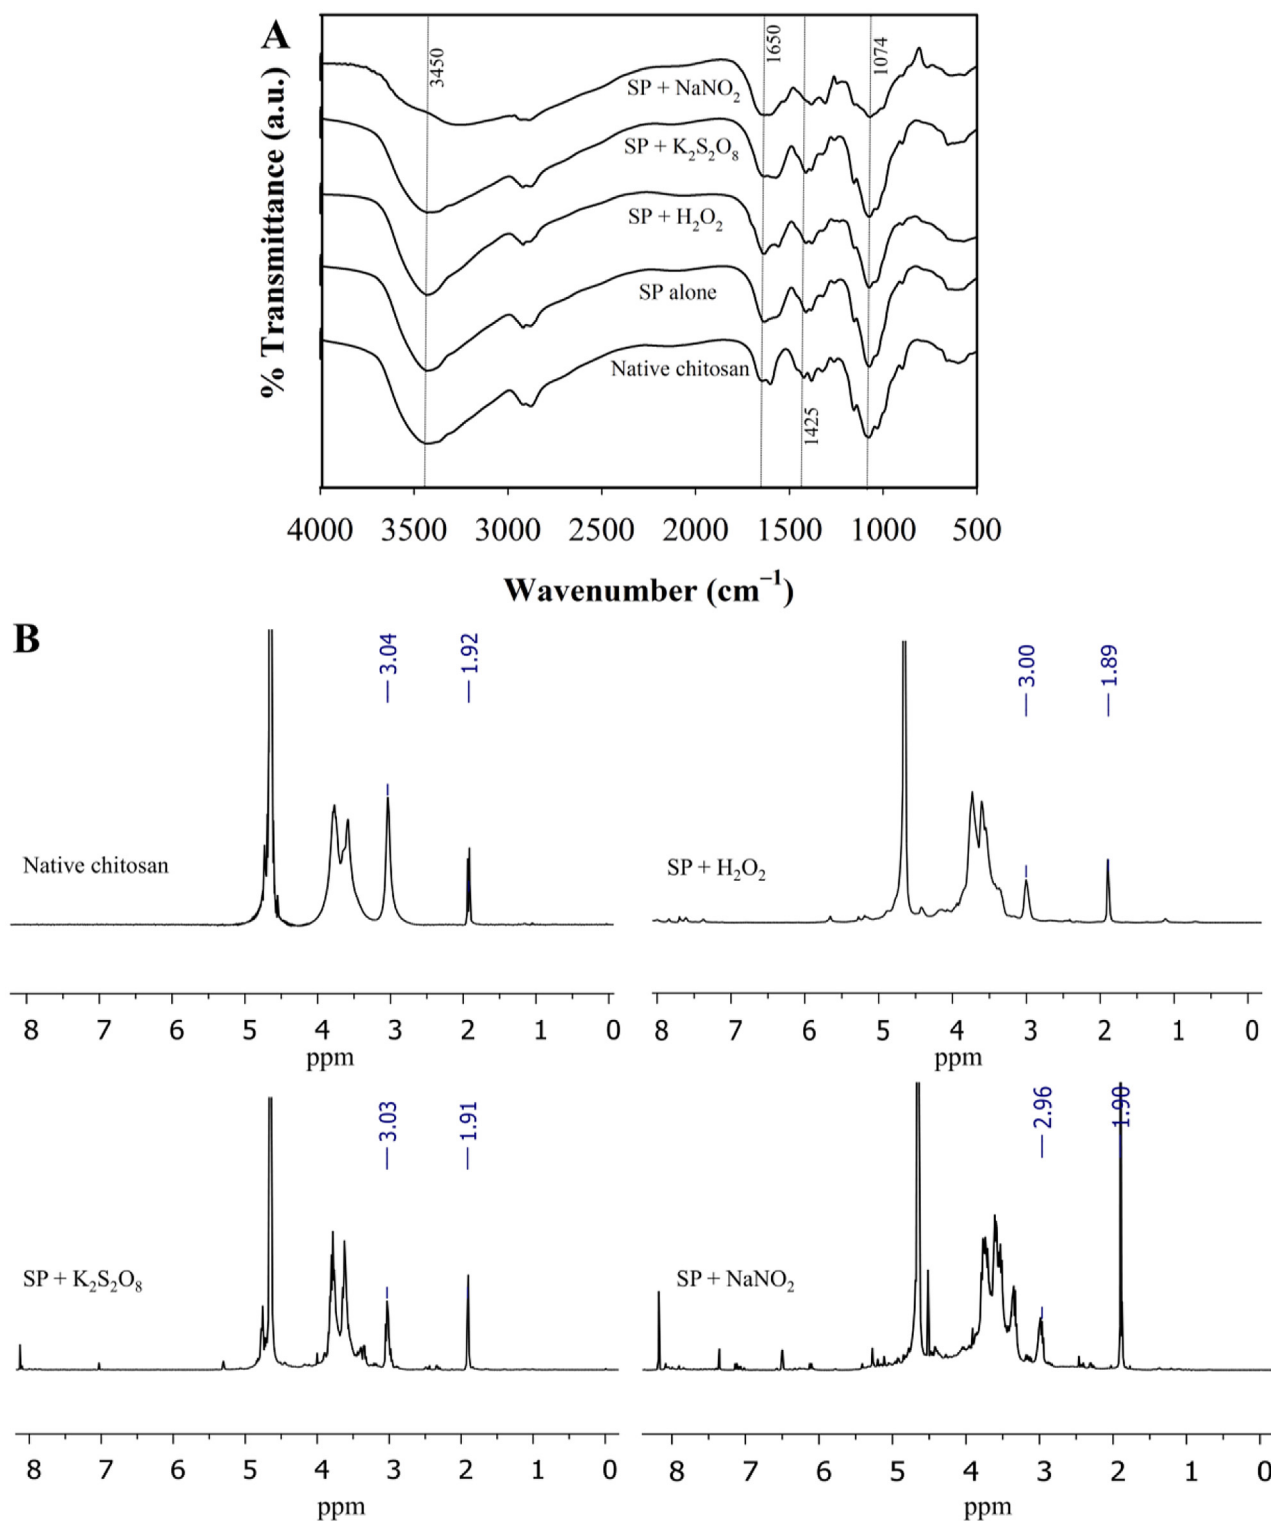 A
% Transmittance (a.u.)
3450
1650
1074
SP + NaNO₂
SP + K₂S₂O₈
SP + H₂O₂
SP alone
Native chitosan
1425
4000 3500 3000 2500 2000 1500 1000 500
Wavenumber (cm⁻¹)
B
3.04
1.92
Native chitosan
8 7 6 5 4 3 2 1 0
ppm
3.00
1.89
SP + H₂O₂
8 7 6 5 4 3 2 1 0
ppm
3.03
1.91
SP + K₂S₂O₈
8 7 6 5 4 3 2 1 0
ppm
2.96
1.90
SP + NaNO₂
8 7 6 5 4 3 2 1 0
ppm